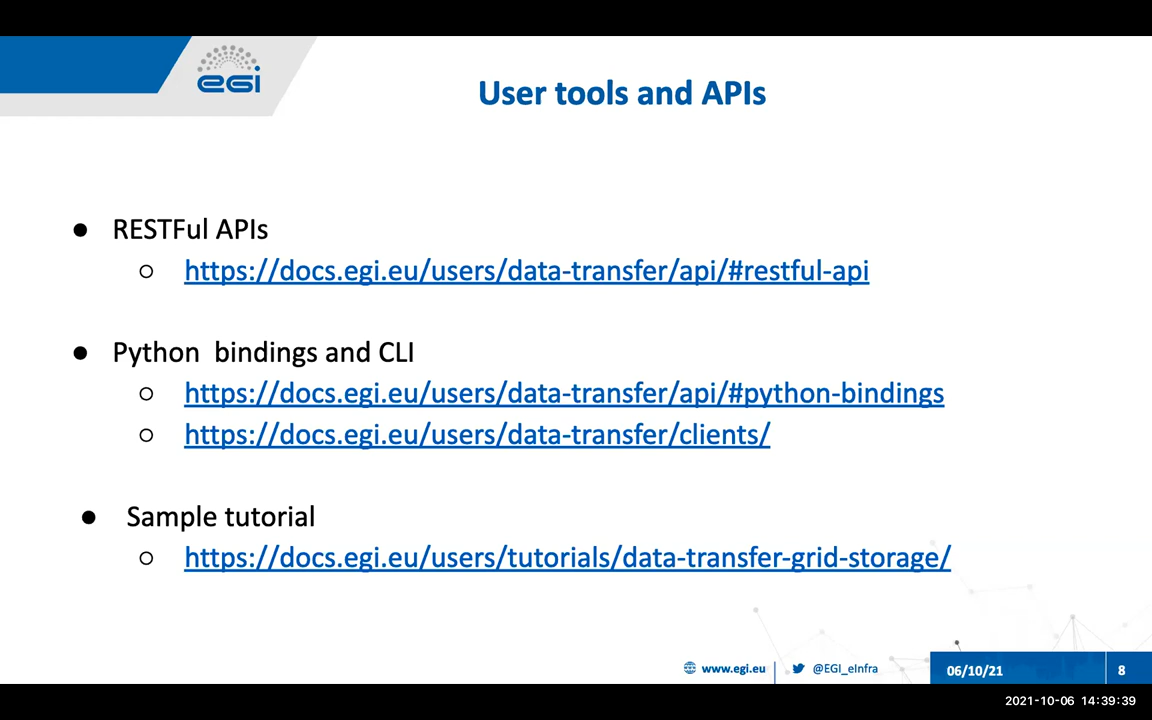 egi
User tools and APIs
● RESTFul APIs
○ https://docs.egi.eu/users/data-transfer/api/#restful-api
● Python  bindings and CLI
○ https://docs.egi.eu/users/data-transfer/api/#python-bindings
○ https://docs.egi.eu/users/data-transfer/clients/
● Sample tutorial
○ https://docs.egi.eu/users/tutorials/data-transfer-grid-storage/
www.egi.eu | @EGI_eInfra 06/10/21 8
2021-10-06 14:39:39